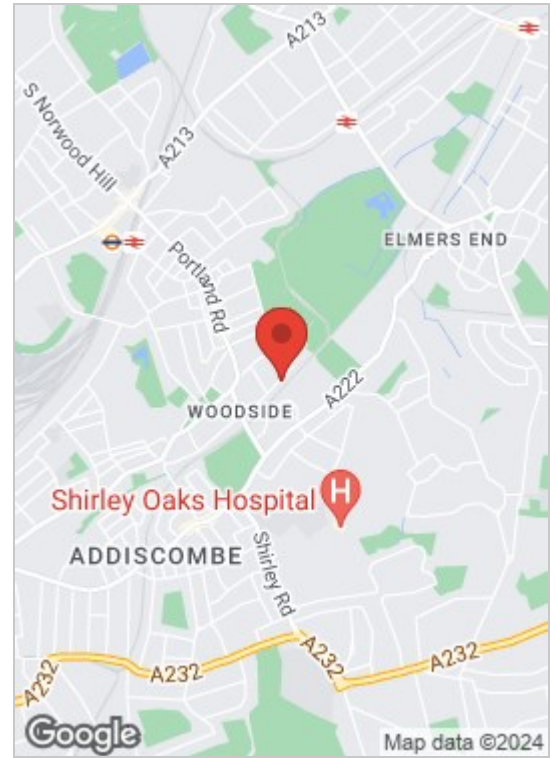 A213
S Norwood Hill
A213
ELMERS END
Portland Rd
A222
WOODSIDE
Shirley Oaks Hospital
H
ADDISCOMBE
Shirley Rd
A232
A232
A232
A232
Google
Map data ©2024